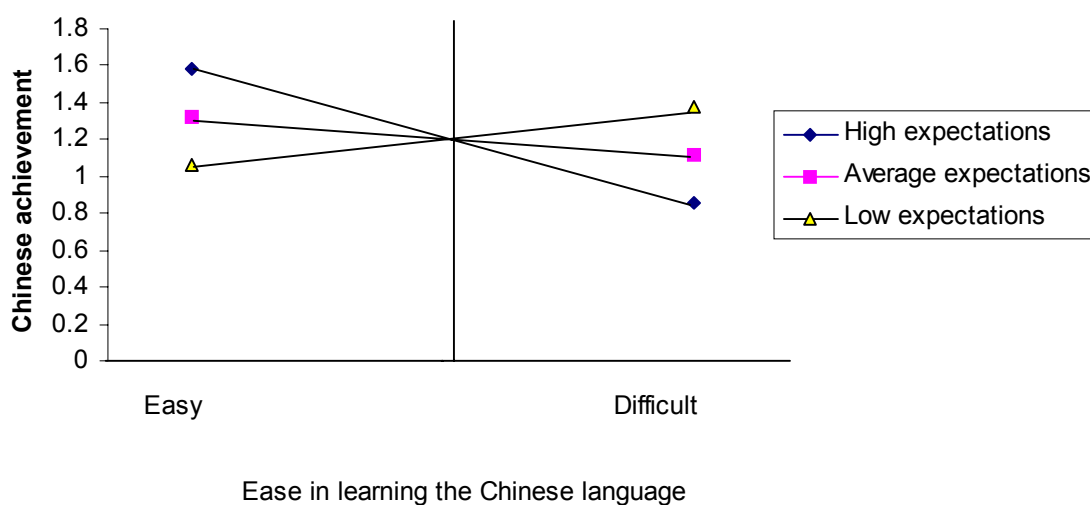 1.8
1.6
1.4
1.2
1
0.8
0.6
0.4
0.2
0
Chinese achievement
Easy
Difficult
Ease in learning the Chinese language
High expectations
Average expectations
Low expectations